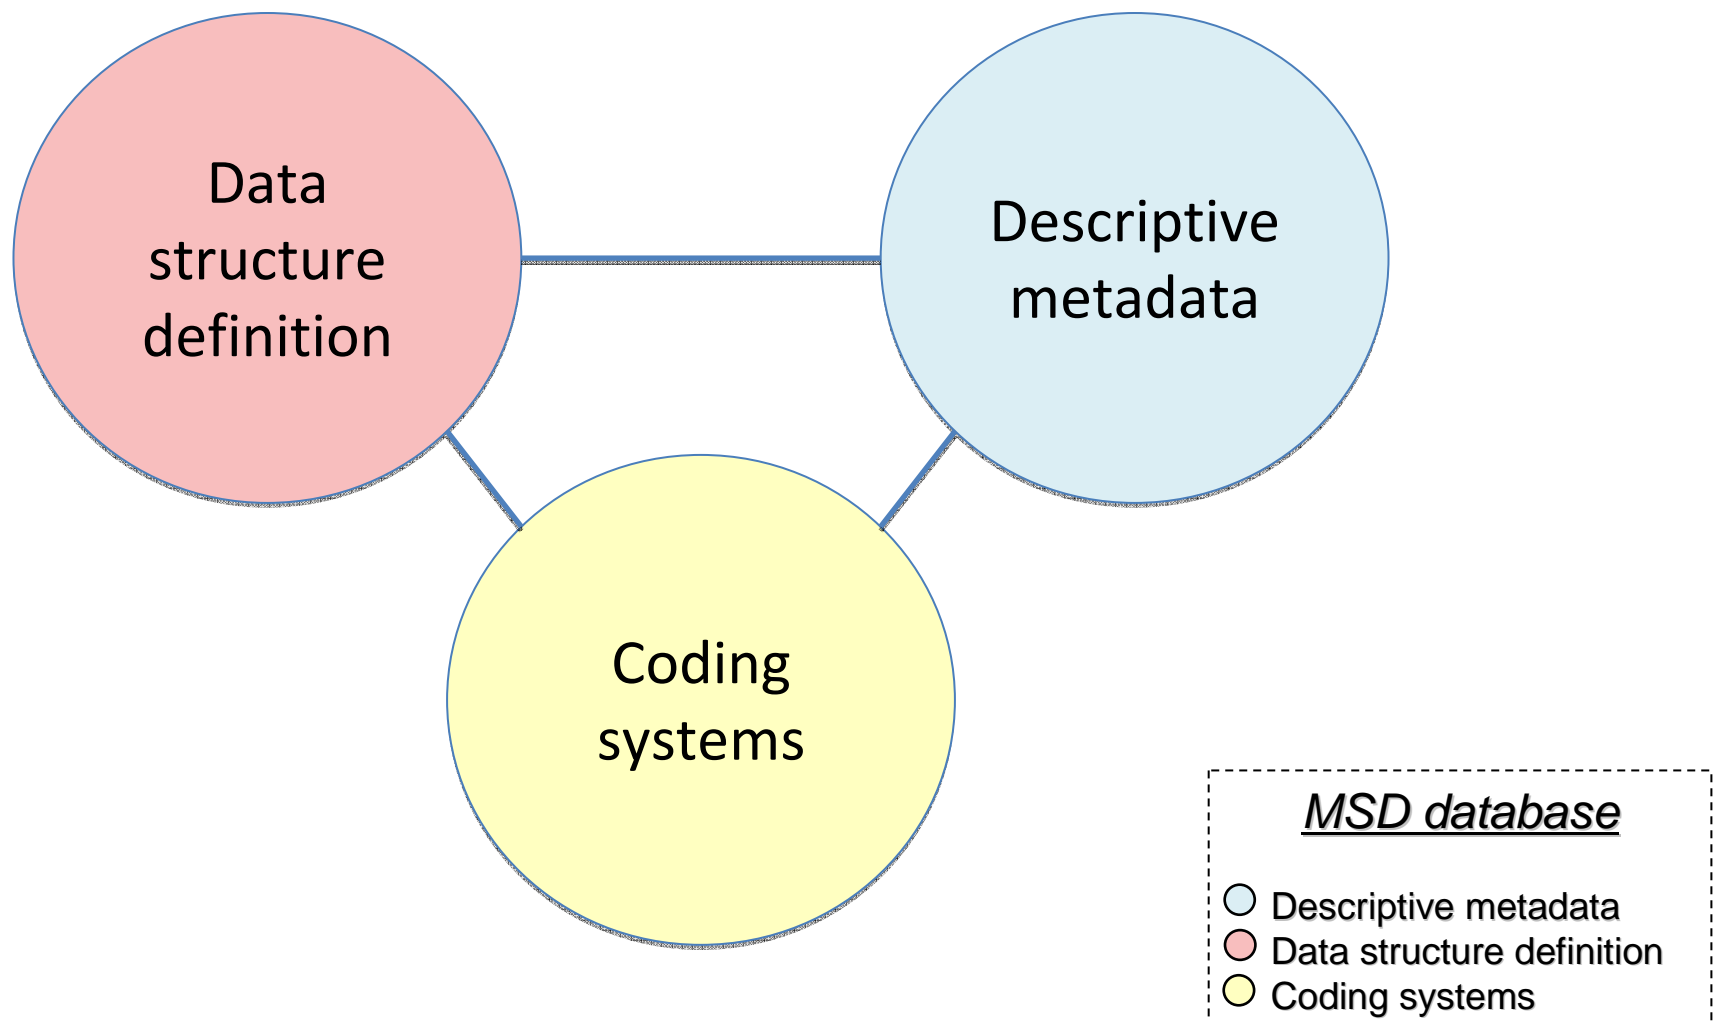 Data
structure
definition
Descriptive
metadata
Coding
systems
MSD database
Descriptive metadata
Data structure definition
Coding systems